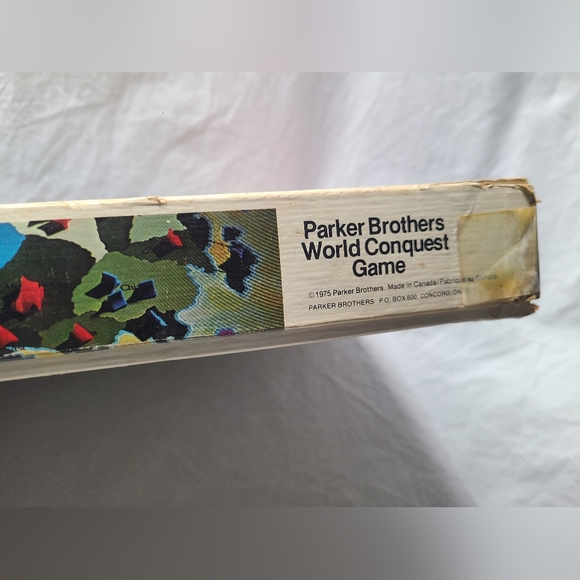 Parker Brothers
World Conquest
Game
©1975 Parker Brothers. Made in Canada/Fabriqué au Canada
PARKER BROTHERS P.O. BOX 600, CONCORD, ON